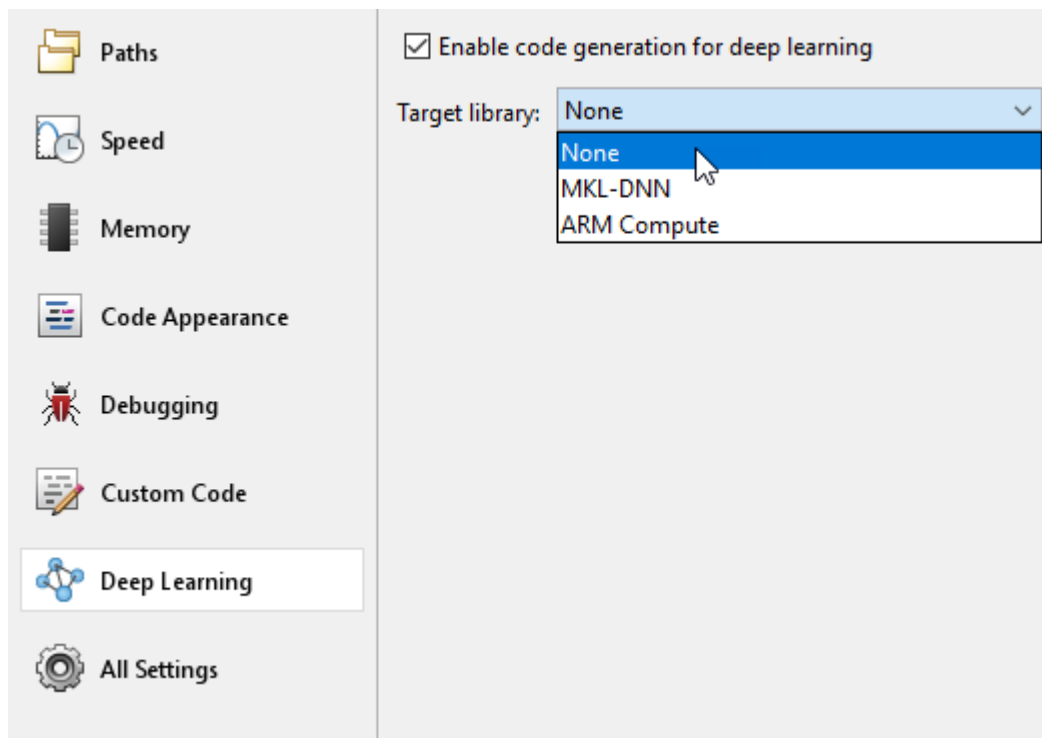 Paths
Speed
Memory
Code Appearance
Debugging
Custom Code
Deep Learning
All Settings
Enable code generation for deep learning
Target library: None
None
MKL-DNN
ARM Compute